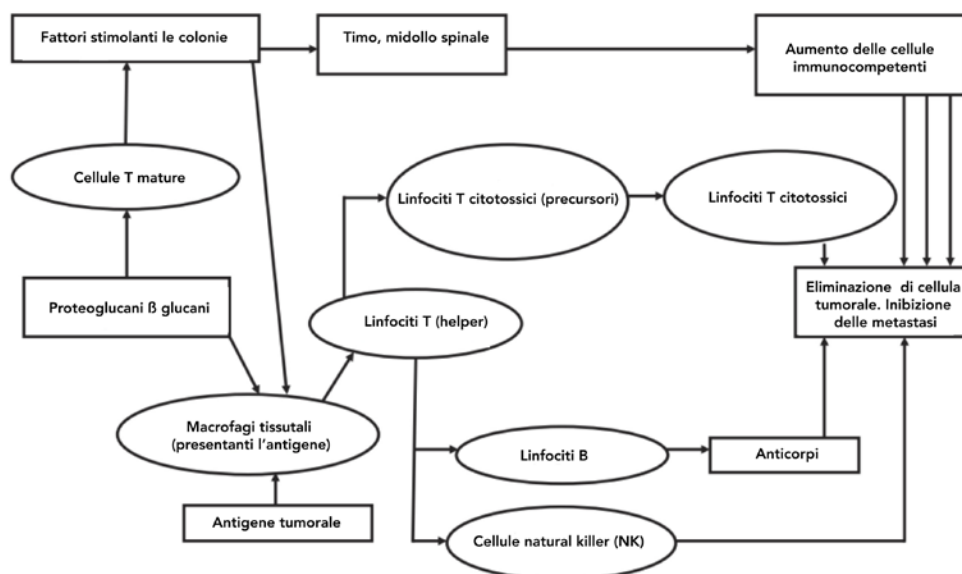 Fattori stimolanti le colonie
Timo, midollo spinale
Aumento delle cellule
immunocompetenti
Cellule T mature
Linfociti T citotossici (precursori)
Linfociti T citotossici
Proteoglucani ß glucani
Linfociti T (helper)
Eliminazione di cellula
tumorale. Inibizione
delle metastasi
Macrofagi tissutali
(presentanti l'antigene)
Linfociti B
Anticorpi
Antigene tumorale
Cellule natural killer (NK)